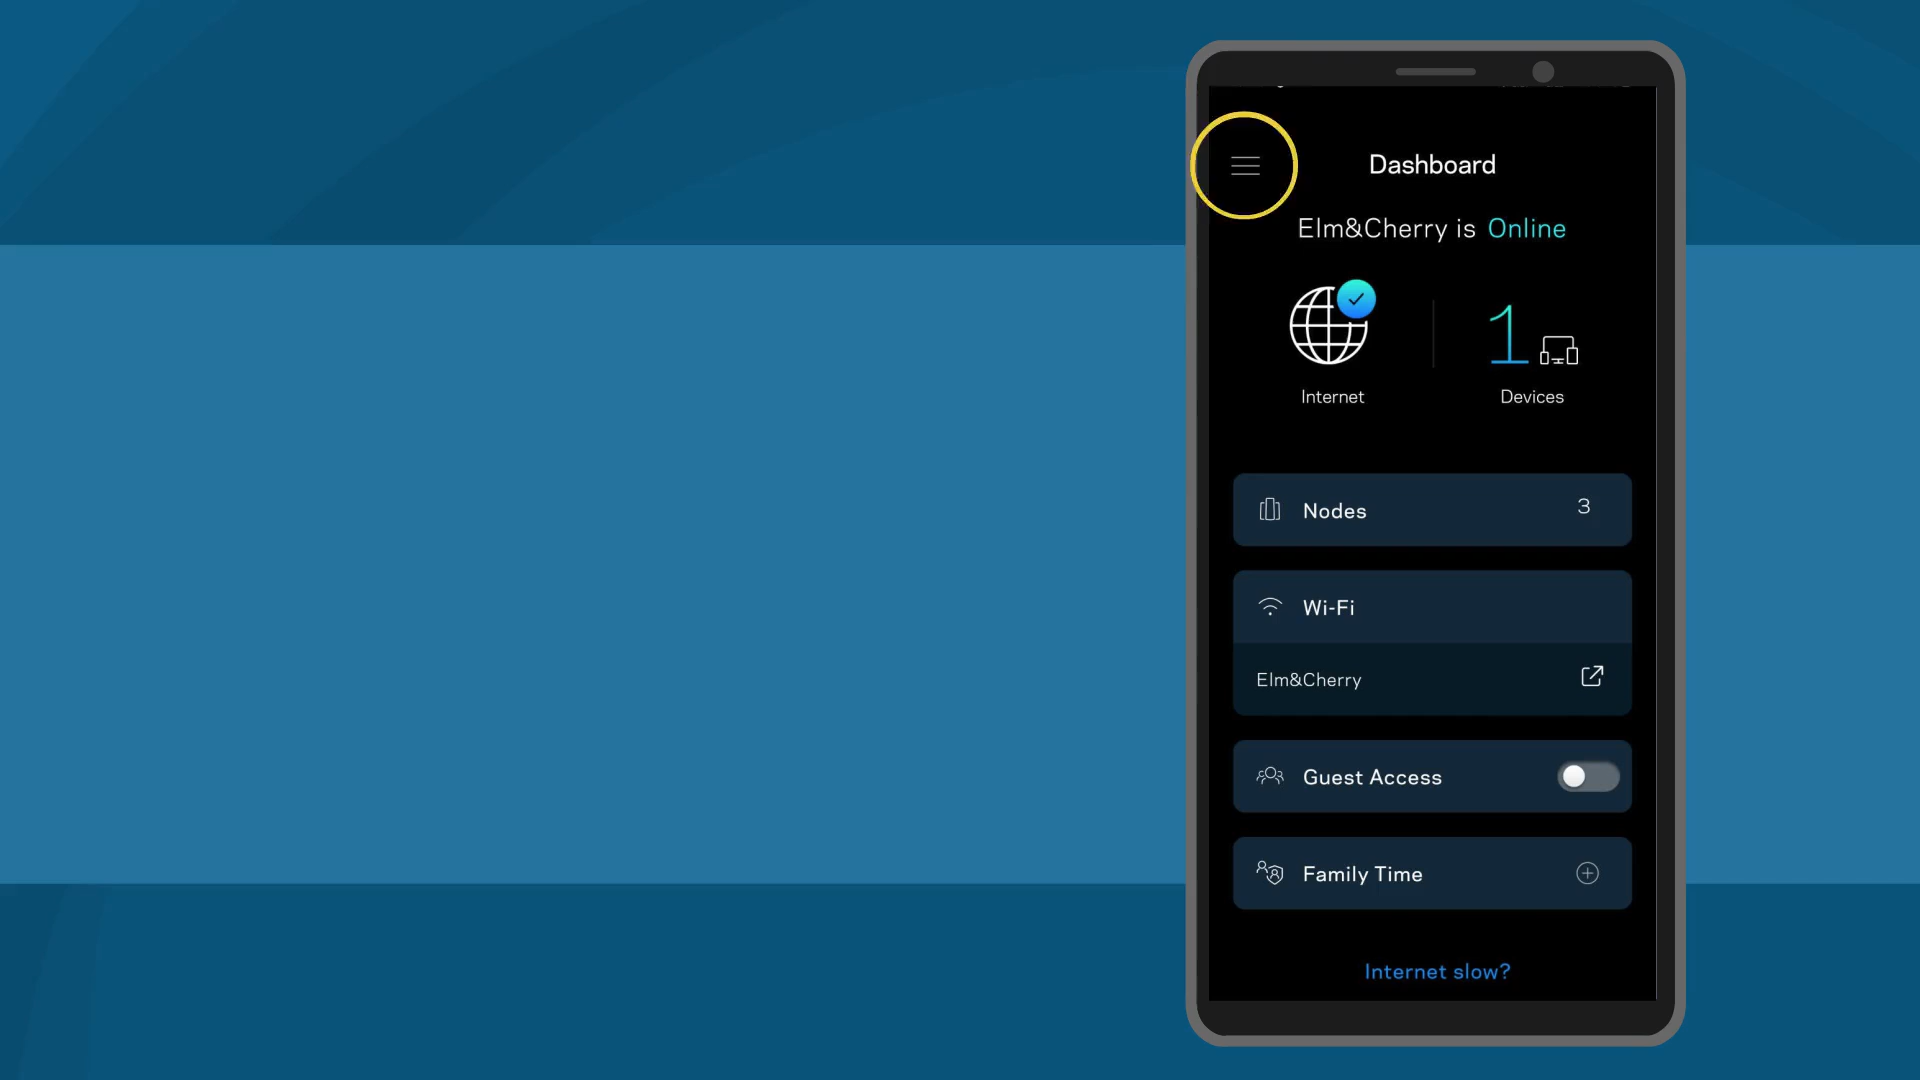 Dashboard
Elm&Cherry is Online
1
Internet
Devices
Nodes 3
Wi-Fi
Elm&Cherry
Guest Access
Family Time
Internet slow?